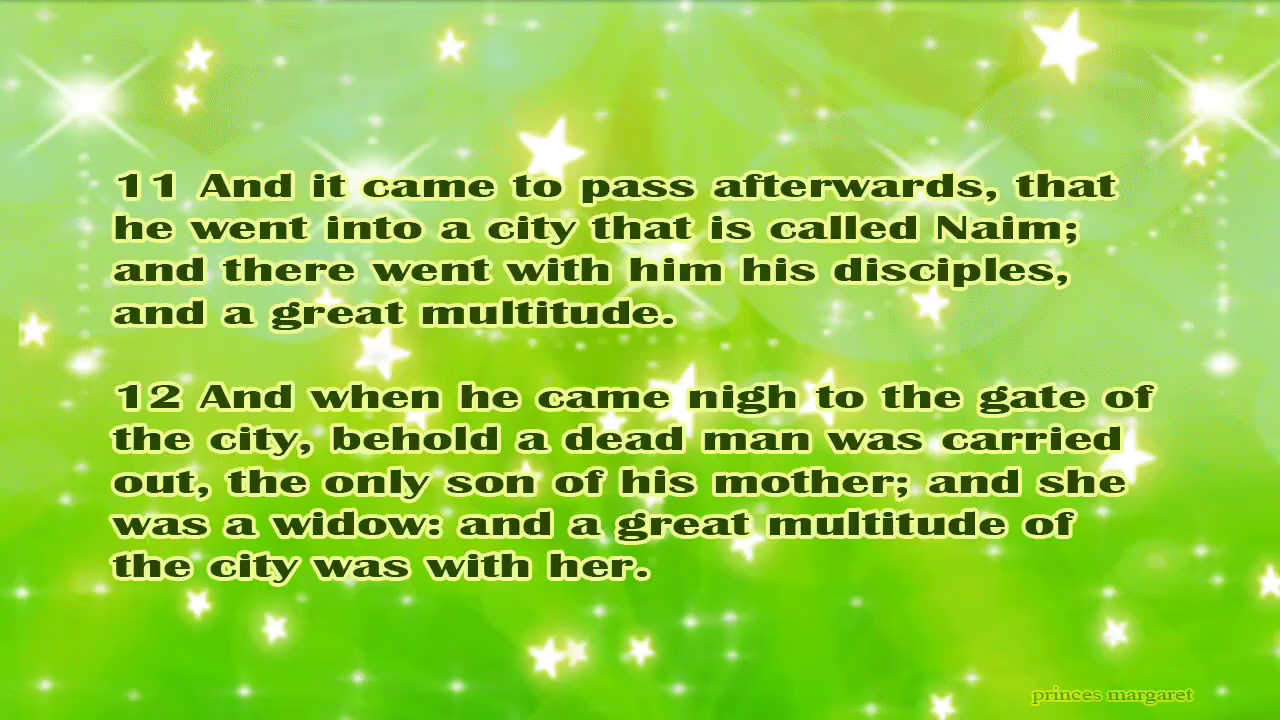 11 And it came to pass afterwards, that
he went into a city that is called Naim;
and there went with him his disciples,
and a great multitude.
12 And when he came nigh to the gate of
the city, behold a dead man was carried
out, the only son of his mother; and she
was a widow: and a great multitude of
the city was with her.
princes margaret